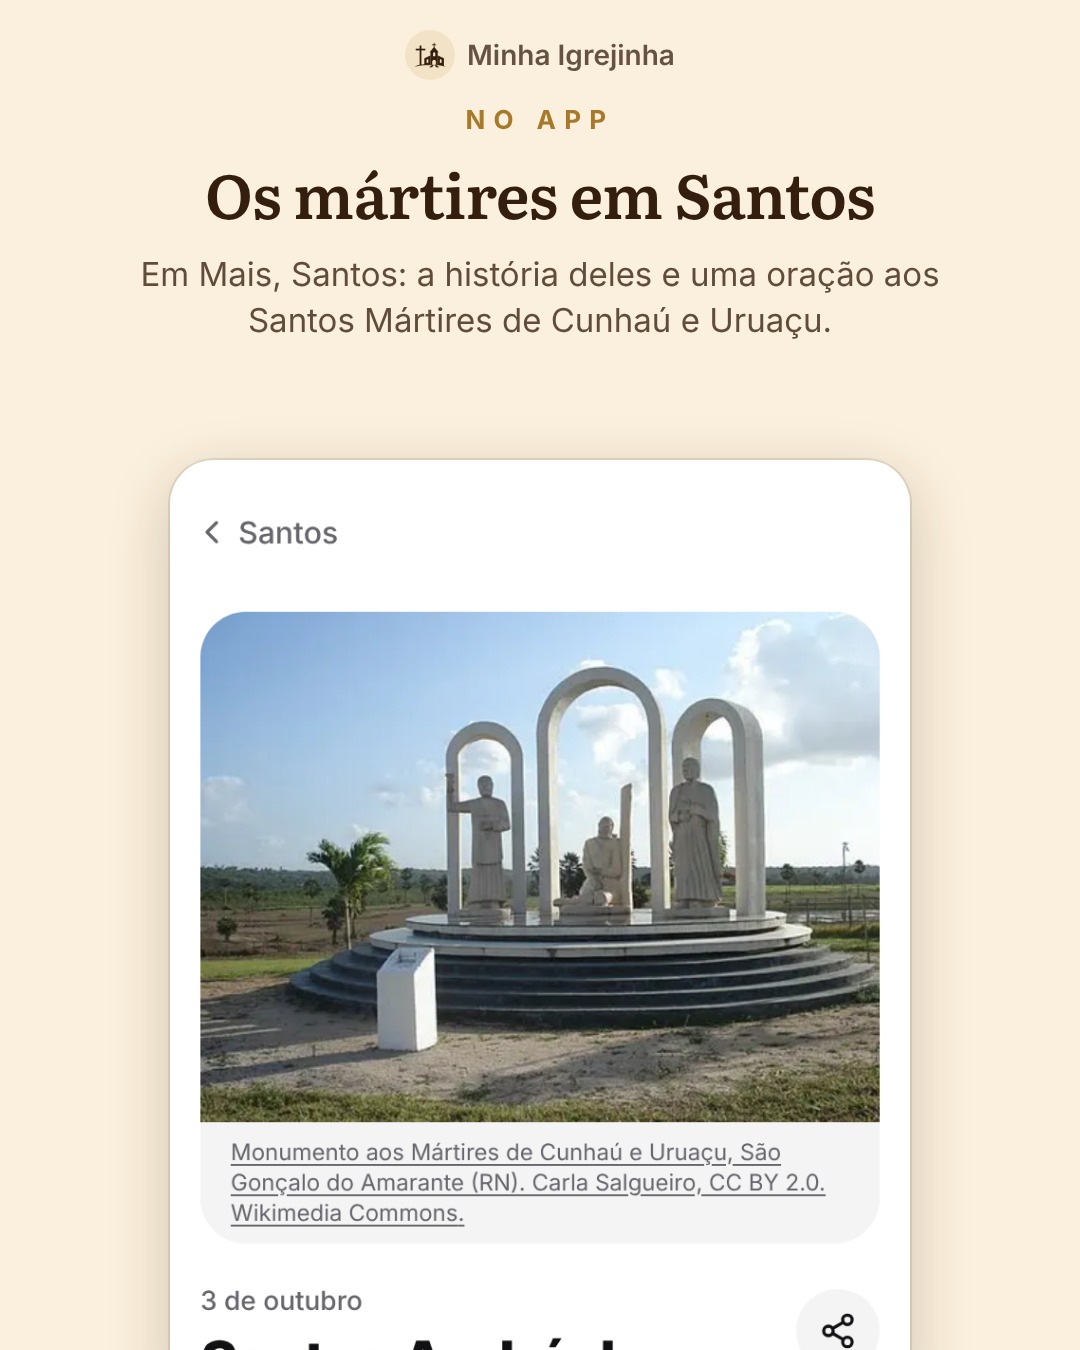 Minha Igrejinha
NO APP
Os mártires em Santos
Em Mais, Santos: a história deles e uma oração aos
Santos Mártires de Cunhaú e Uruaçu.
Santos
Monumento aos Mártires de Cunhaú e Uruaçu, São
Gonçalo do Amarante (RN). Carla Salgueiro, CC BY 2.0.
Wikimedia Commons.
3 de outubro